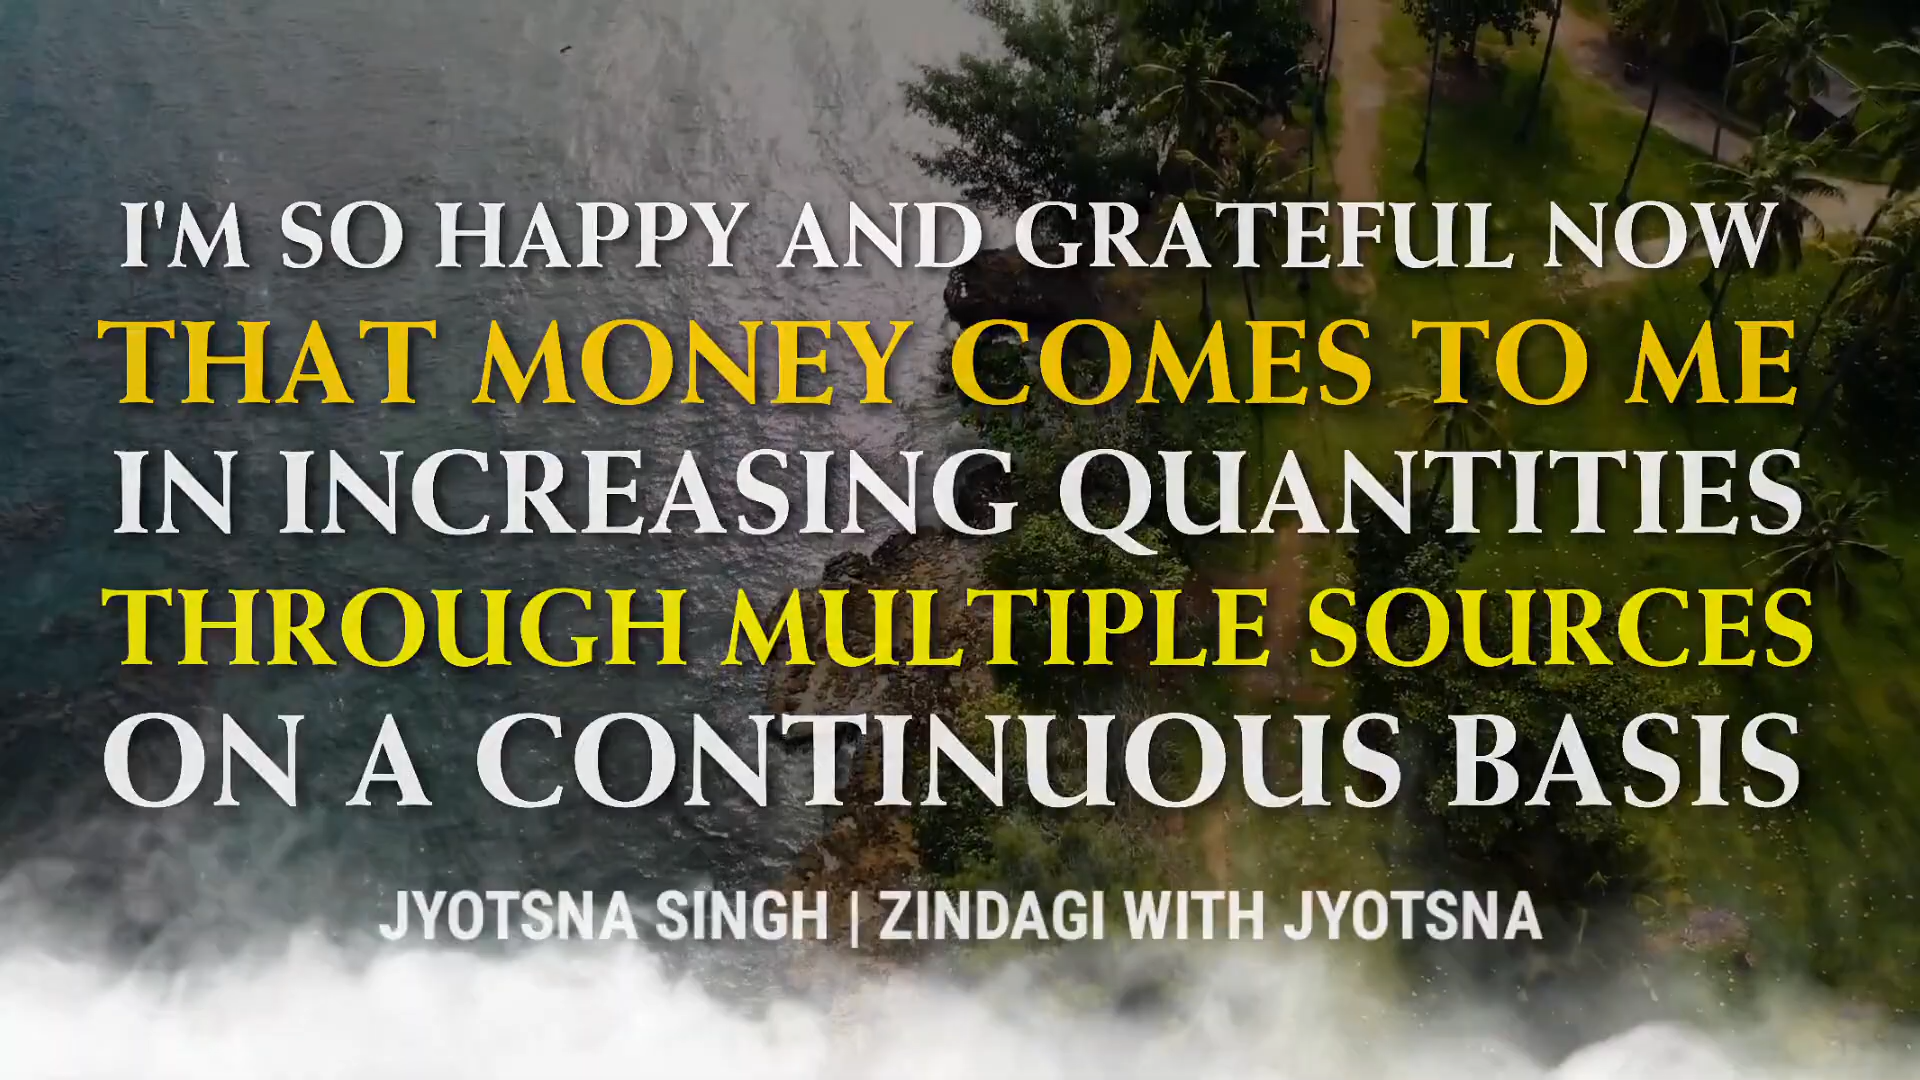 I'M SO HAPPY AND GRATEFUL NOW
THAT MONEY COMES TO ME
IN INCREASING QUANTITIES
THROUGH MULTIPLE SOURCES
ON A CONTINUOUS BASIS
JYOTSNA SINGH | ZINDAGI WITH JYOTSNA